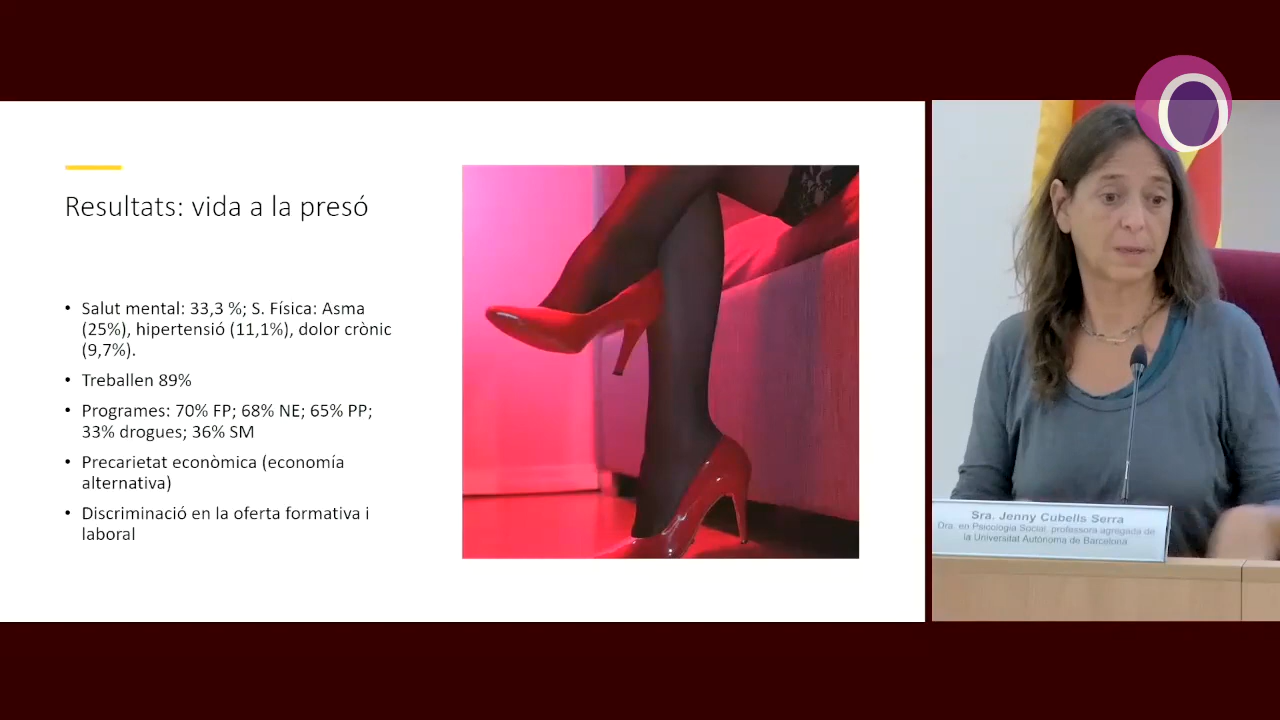 Resultats: vida a la presó
• Salut mental: 33,3 %; S. Física: Asma
(25%), hipertensió (11,1%), dolor crònic
(9,7%).
• Treballen 89%
• Programes: 70% FP; 68% NE; 65% PP;
33% drogues; 36% SM
• Precarietat econòmica (economía
alternativa)
• Discriminació en la oferta formativa i
laboral
Sra. Jenny Cubells Serra
Dra. en Psicologia Social, professora agregada de
la Universitat Autònoma de Barcelona